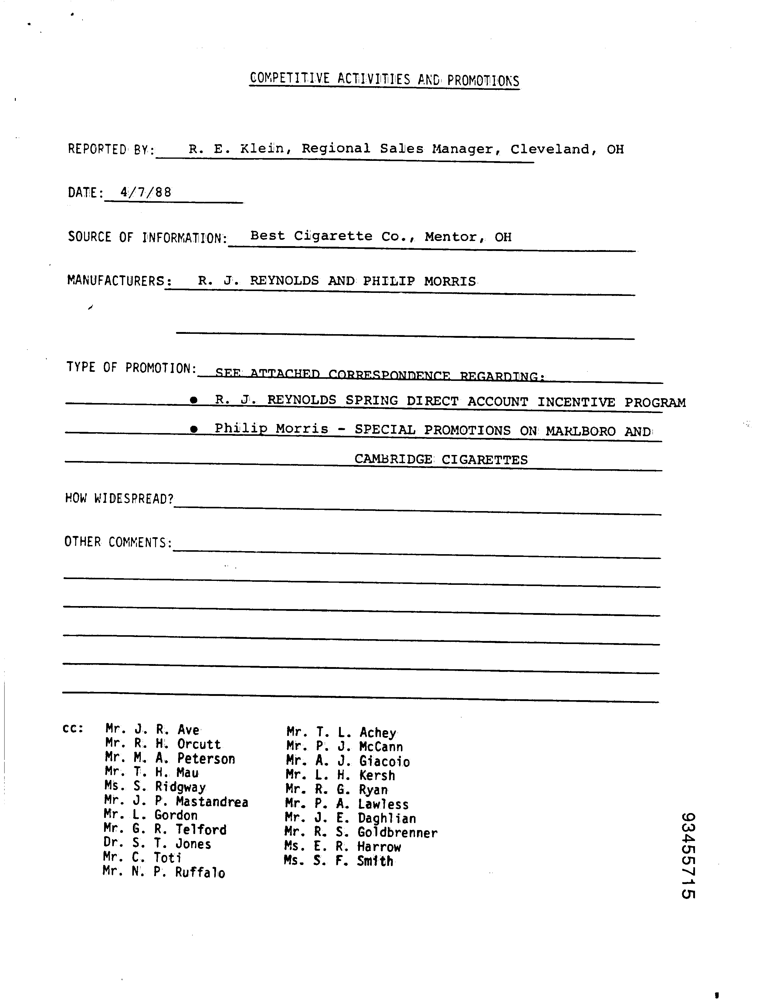 COMPETITIVE ACTIVITIES AND PROMOTIONS
REPORTED BY: R. E. Klein, Regional Sales Manager, Cleveland, OH
DATE: 4/7/88
SOURCE OF INFORMATION: Best Cigarette Co., Mentor, OH
MANUFACTURERS: R. J. REYNOLDS AND PHILIP MORRIS
TYPE OF PROMOTION: SEE ATTACHED CORRESPONDENCE REGARDING:
● R. J. REYNOLDS SPRING DIRECT ACCOUNT INCENTIVE PROGRAM
● Philip Morris - SPECIAL PROMOTIONS ON MARLBORO AND
CAMBRIDGE CIGARETTES
HOW WIDESPREAD?
OTHER COMMENTS:
cc: Mr. J. R. Ave
Mr. R. H. Orcutt
Mr. M. A. Peterson
Mr. T. H. Mau
Ms. S. Ridgway
Mr. J. P. Mastandrea
Mr. L. Gordon
Mr. G. R. Telford
Dr. S. T. Jones
Mr. C. Toti
Mr. N. P. Ruffalo
Mr. T. L. Achey
Mr. P. J. McCann
Mr. A. J. Giacoio
Mr. L. H. Kersh
Mr. R. G. Ryan
Mr. P. A. Lawless
Mr. J. E. Daghlian
Mr. R. S. Goldbrenner
Ms. E. R. Harrow
Ms. S. F. Smith
93455715